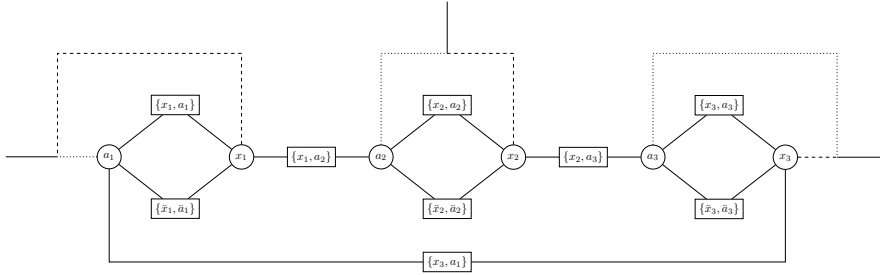 {x₁, a₁} {x₂, a₂} {x₃, a₃}
a₁ x₁ {x₁, a₂} a₂ x₂ {x₂, a₃} a₃ x₃
{x̄₁, ā₁} {x̄₂, ā₂} {x̄₃, ā₃}
{x₃, a₁}